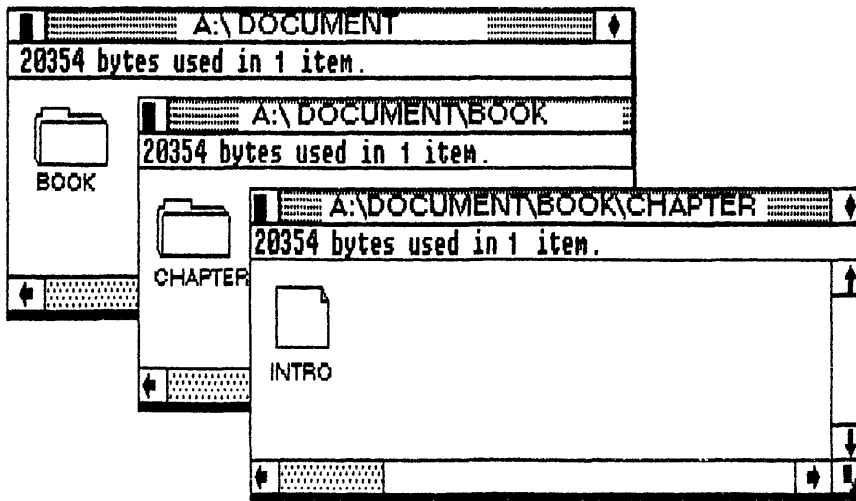 A:\ DOCUMENT
20354 bytes used in 1 item.
BOOK
A:\ DOCUMENT\BOOK
20354 bytes used in 1 item.
CHAPTER
A:\DOCUMENT\BOOK\CHAPTER
20354 bytes used in 1 item.
INTRO